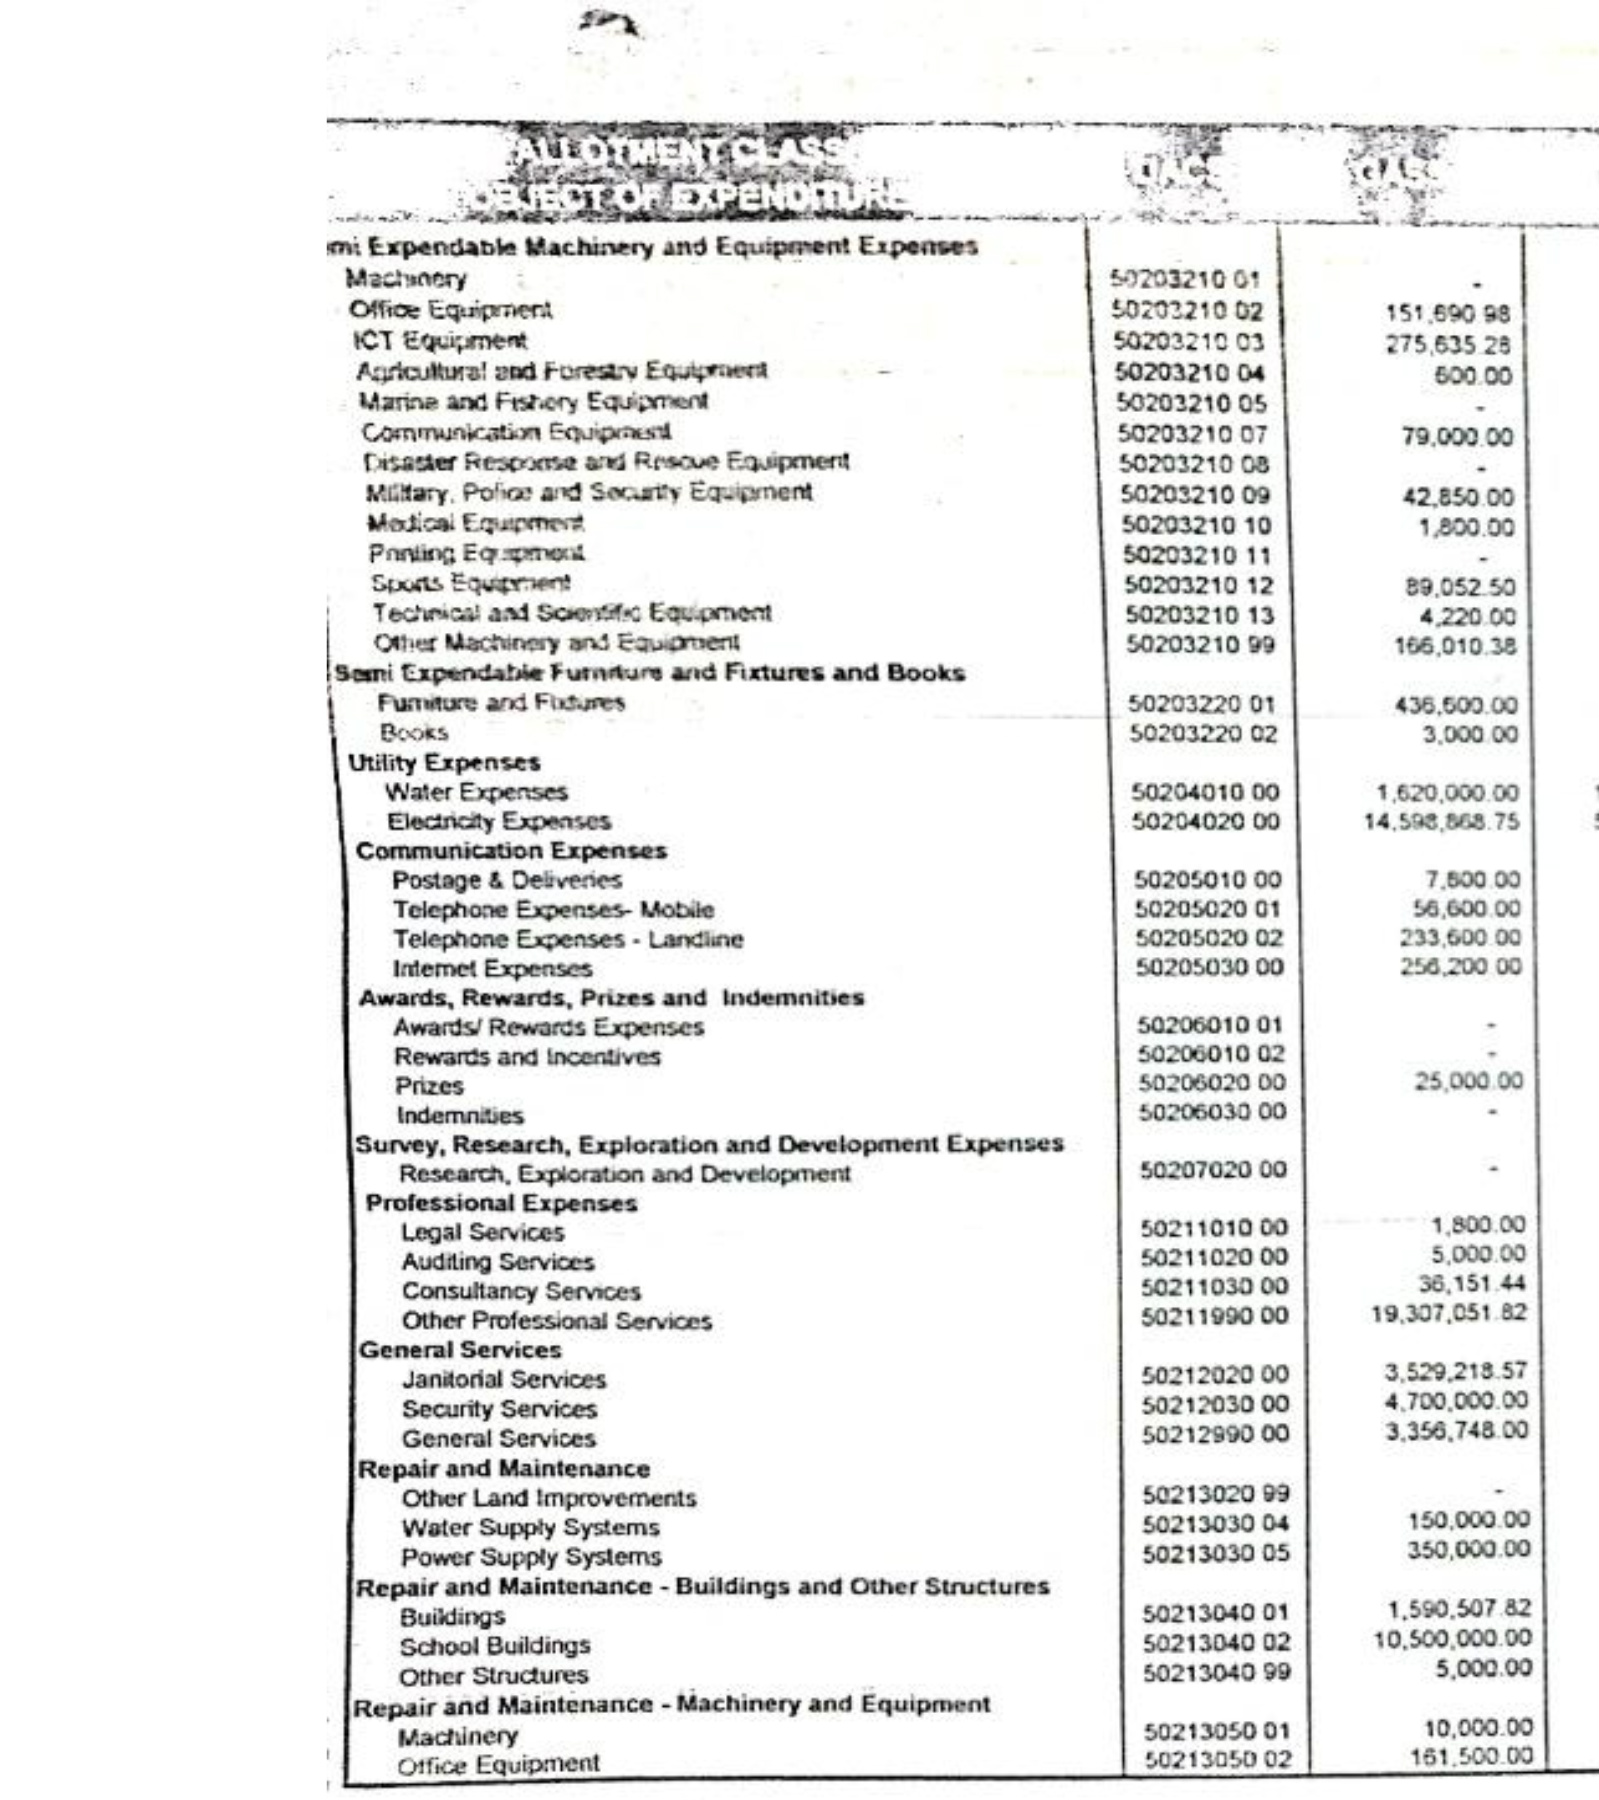 ALLOTMENT CLASS
OBJECT OF EXPENDITURE
UACS GASS
mi Expendable Machinery and Equipment Expenses
Machinery 50203210 01 -
Office Equipment 50203210 02 151,690.98
ICT Equipment 50203210 03 275,635.28
Agricultural and Forestry Equipment 50203210 04 600.00
Marine and Fishery Equipment 50203210 05 -
Communication Equipment 50203210 07 79,000.00
Disaster Response and Rescue Equipment 50203210 08 -
Military, Police and Security Equipment 50203210 09 42,850.00
Medical Equipment 50203210 10 1,800.00
Printing Equipment 50203210 11 -
Sports Equipment 50203210 12 89,052.50
Technical and Scientific Equipment 50203210 13 4,220.00
Other Machinery and Equipment 50203210 99 166,010.38
Semi Expendable Furniture and Fixtures and Books
Furniture and Fixtures 50203220 01 436,600.00
Books 50203220 02 3,000.00
Utility Expenses
Water Expenses 50204010 00 1,620,000.00
Electricity Expenses 50204020 00 14,598,868.75
Communication Expenses
Postage & Deliveries 50205010 00 7,800.00
Telephone Expenses- Mobile 50205020 01 56,600.00
Telephone Expenses - Landline 50205020 02 233,600.00
Internet Expenses 50205030 00 256,200.00
Awards, Rewards, Prizes and Indemnities
Awards/ Rewards Expenses 50206010 01 -
Rewards and Incentives 50206010 02 -
Prizes 50206020 00 25,000.00
Indemnities 50206030 00 -
Survey, Research, Exploration and Development Expenses
Research, Exploration and Development 50207020 00 -
Professional Expenses
Legal Services 50211010 00 1,800.00
Auditing Services 50211020 00 5,000.00
Consultancy Services 50211030 00 36,151.44
Other Professional Services 50211990 00 19,307,051.82
General Services
Janitorial Services 50212020 00 3,529,218.57
Security Services 50212030 00 4,700,000.00
General Services 50212990 00 3,356,748.00
Repair and Maintenance
Other Land Improvements 50213020 99 -
Water Supply Systems 50213030 04 150,000.00
Power Supply Systems 50213030 05 350,000.00
Repair and Maintenance - Buildings and Other Structures
Buildings 50213040 01 1,590,507.82
School Buildings 50213040 02 10,500,000.00
Other Structures 50213040 99 5,000.00
Repair and Maintenance - Machinery and Equipment
Machinery 50213050 01 10,000.00
Office Equipment 50213050 02 161,500.00